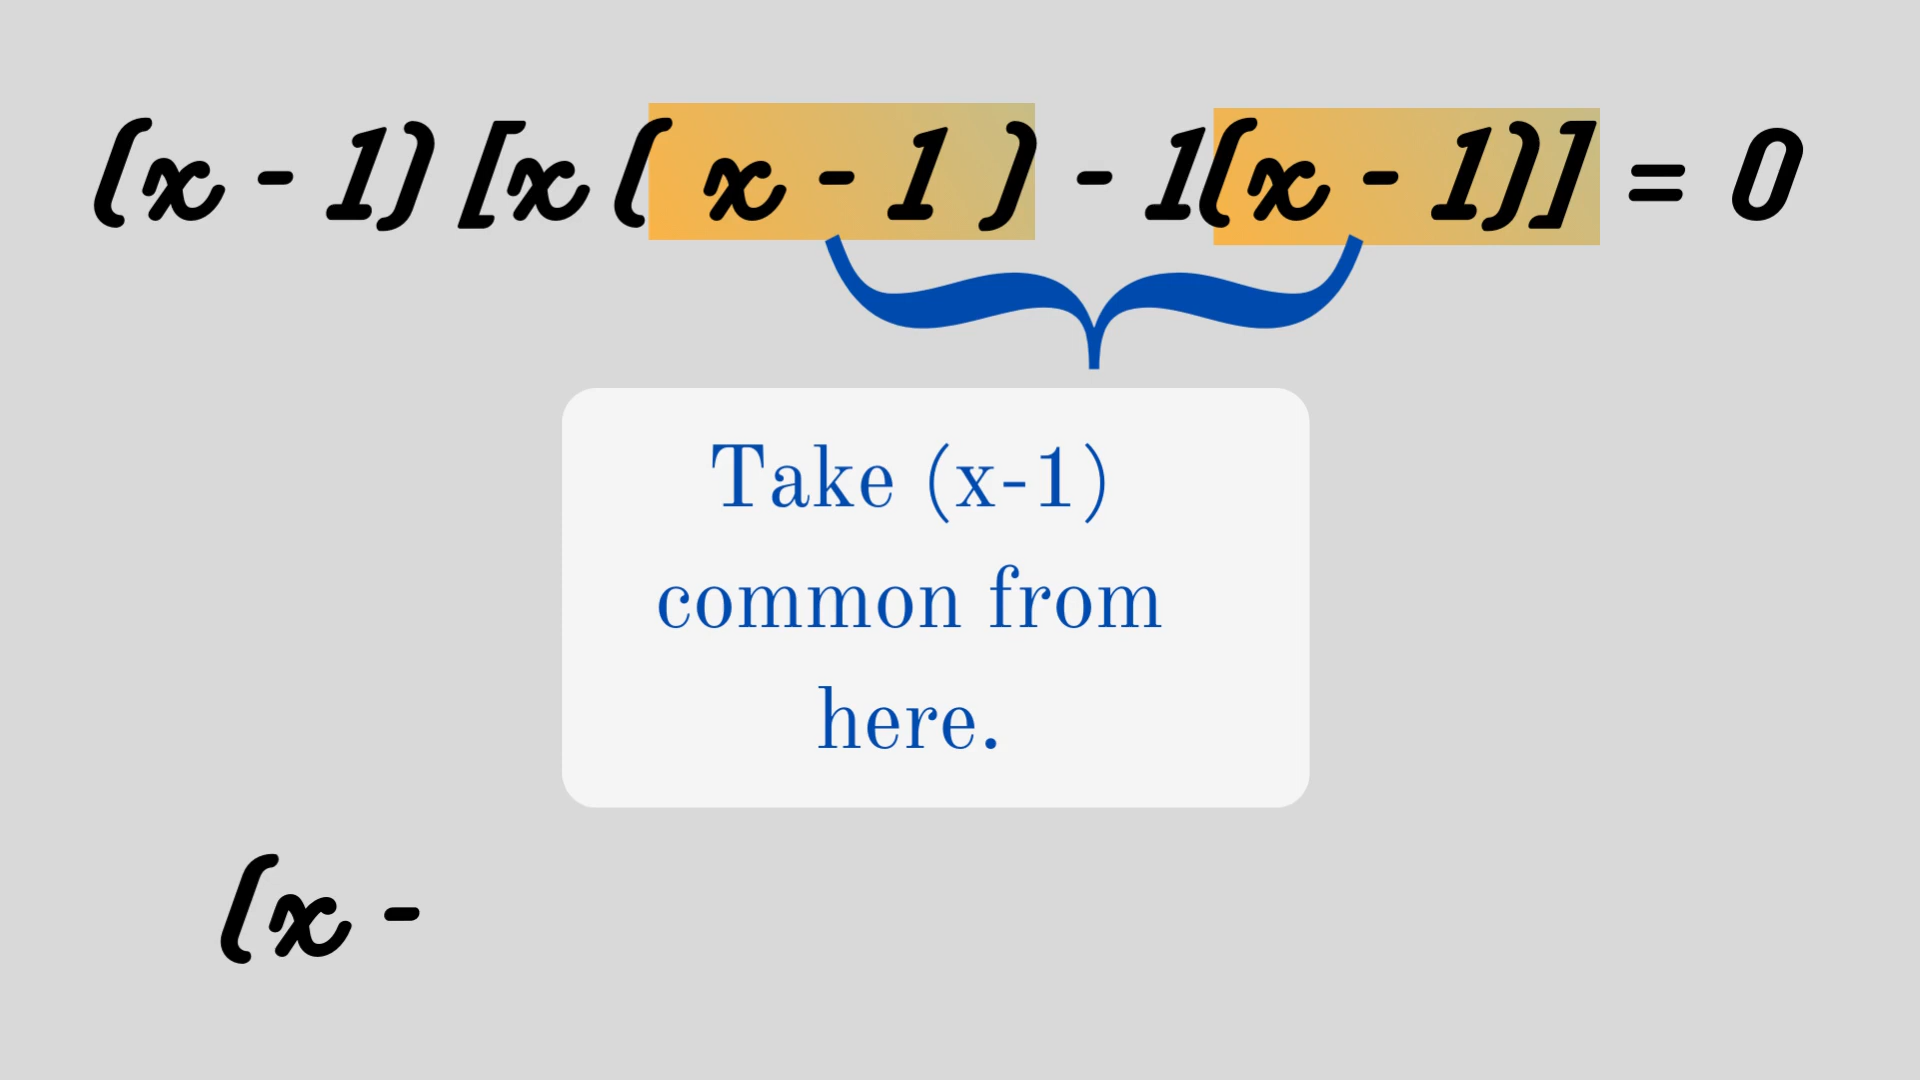 (x - 1) [x ( x - 1 ) - 1(x - 1)] = 0
Take (x-1)
common from
here.
(x -